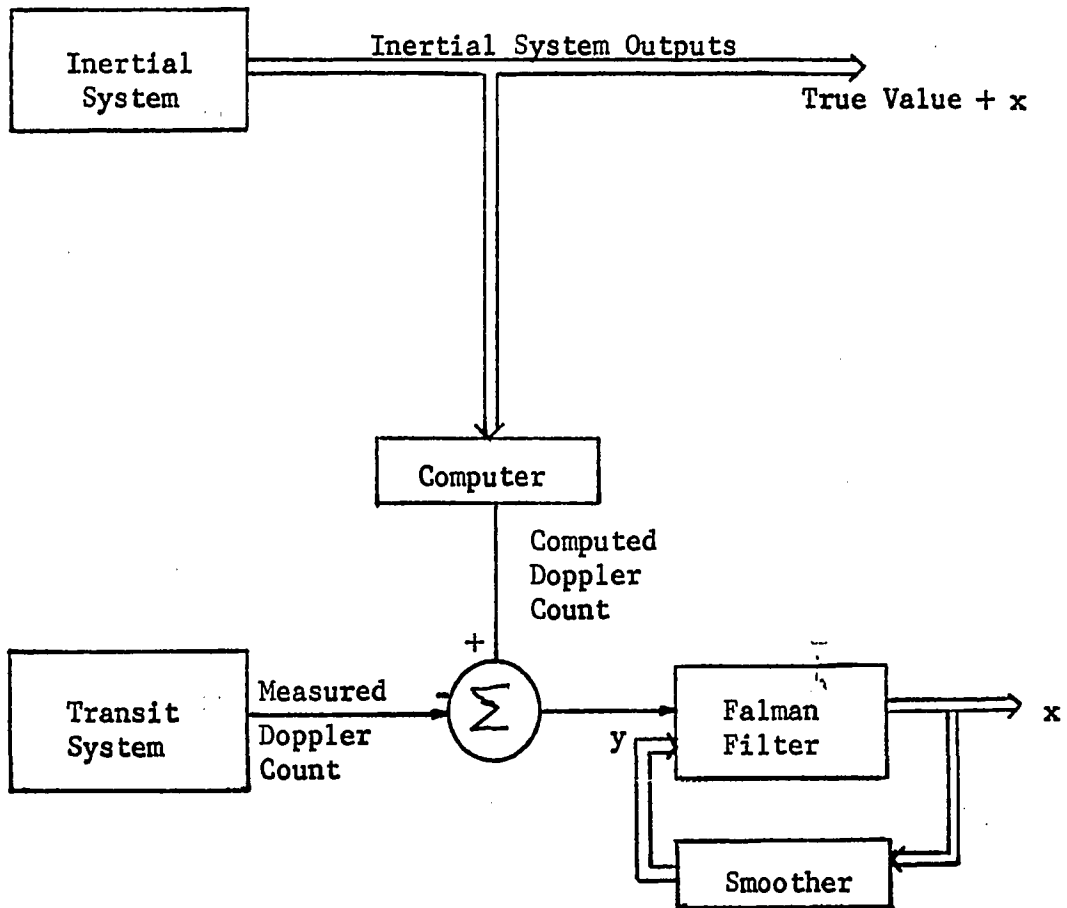 Inertial System Outputs
Inertial
System
True Value + x
Computer
Computed
Doppler
Count
+
-
Σ
Transit
System
Measured
Doppler
Count
y
Falman
Filter
x
Smoother